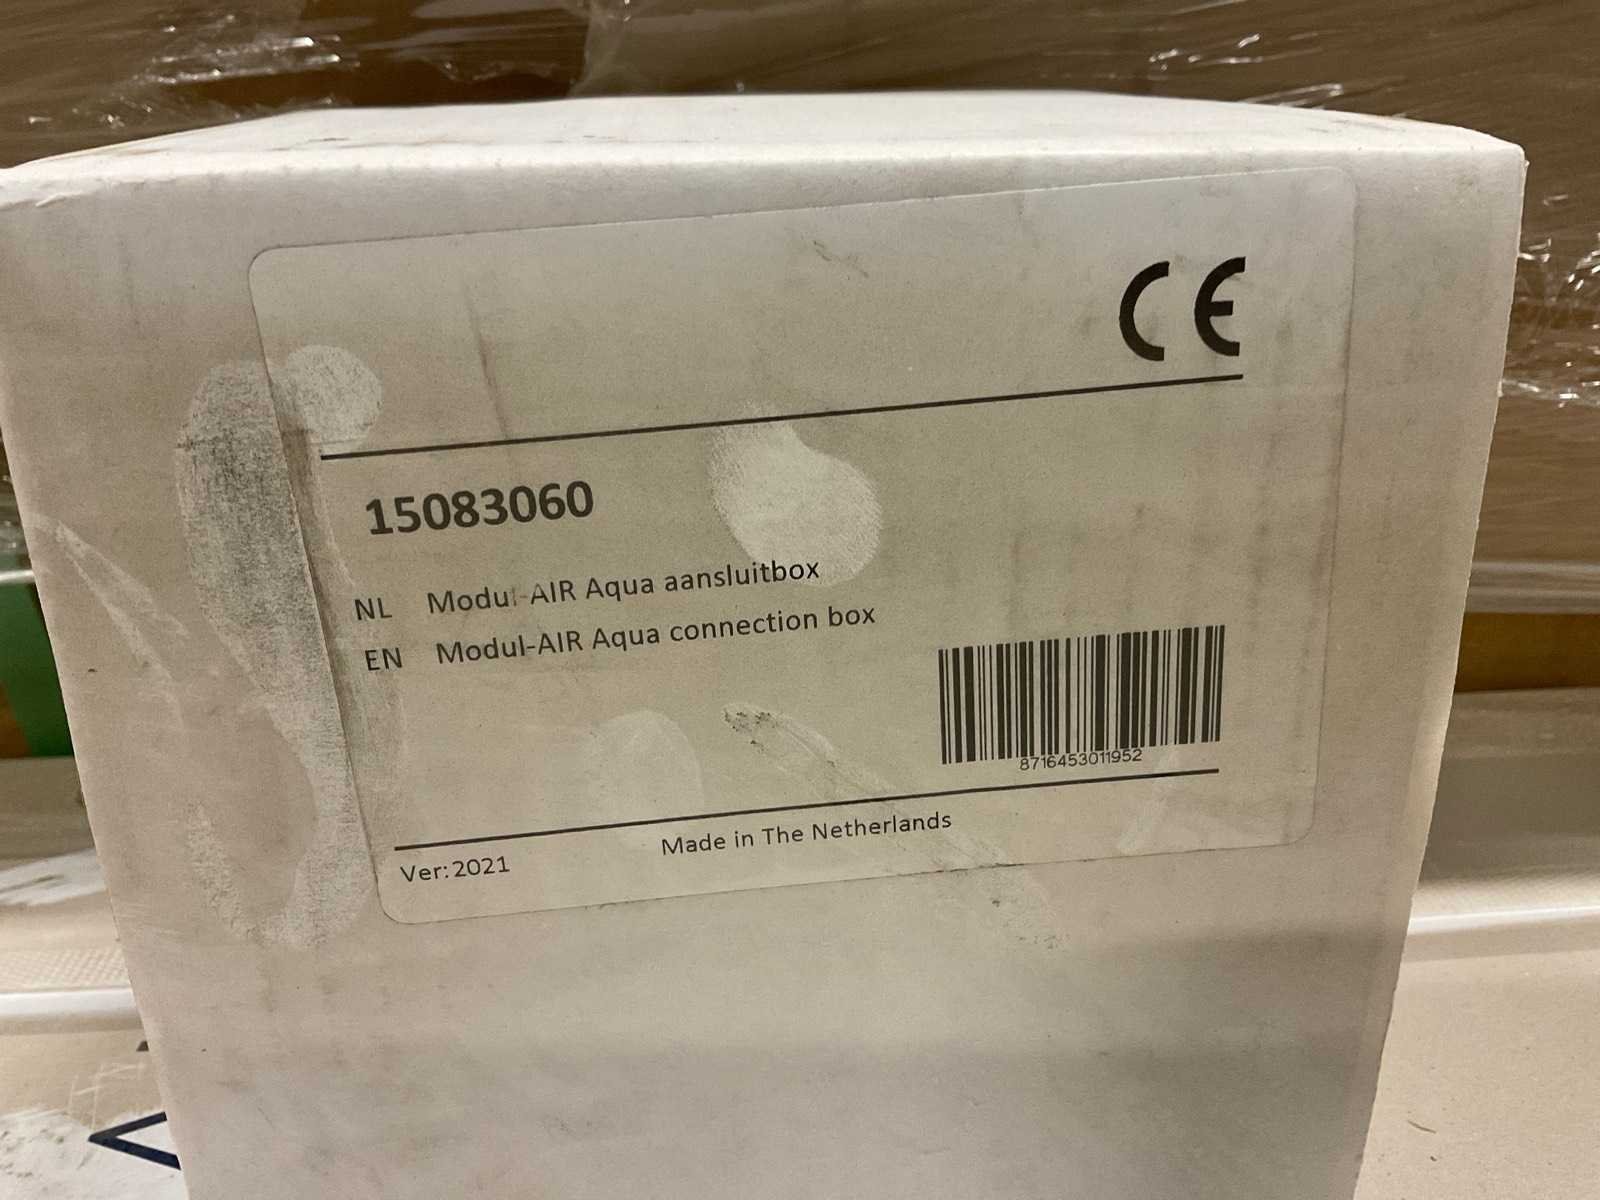 CE
15083060
NL Modul-AIR Aqua aansluitbox
EN Modul-AIR Aqua connection box
8716453011952
Made in The Netherlands
Ver:2021